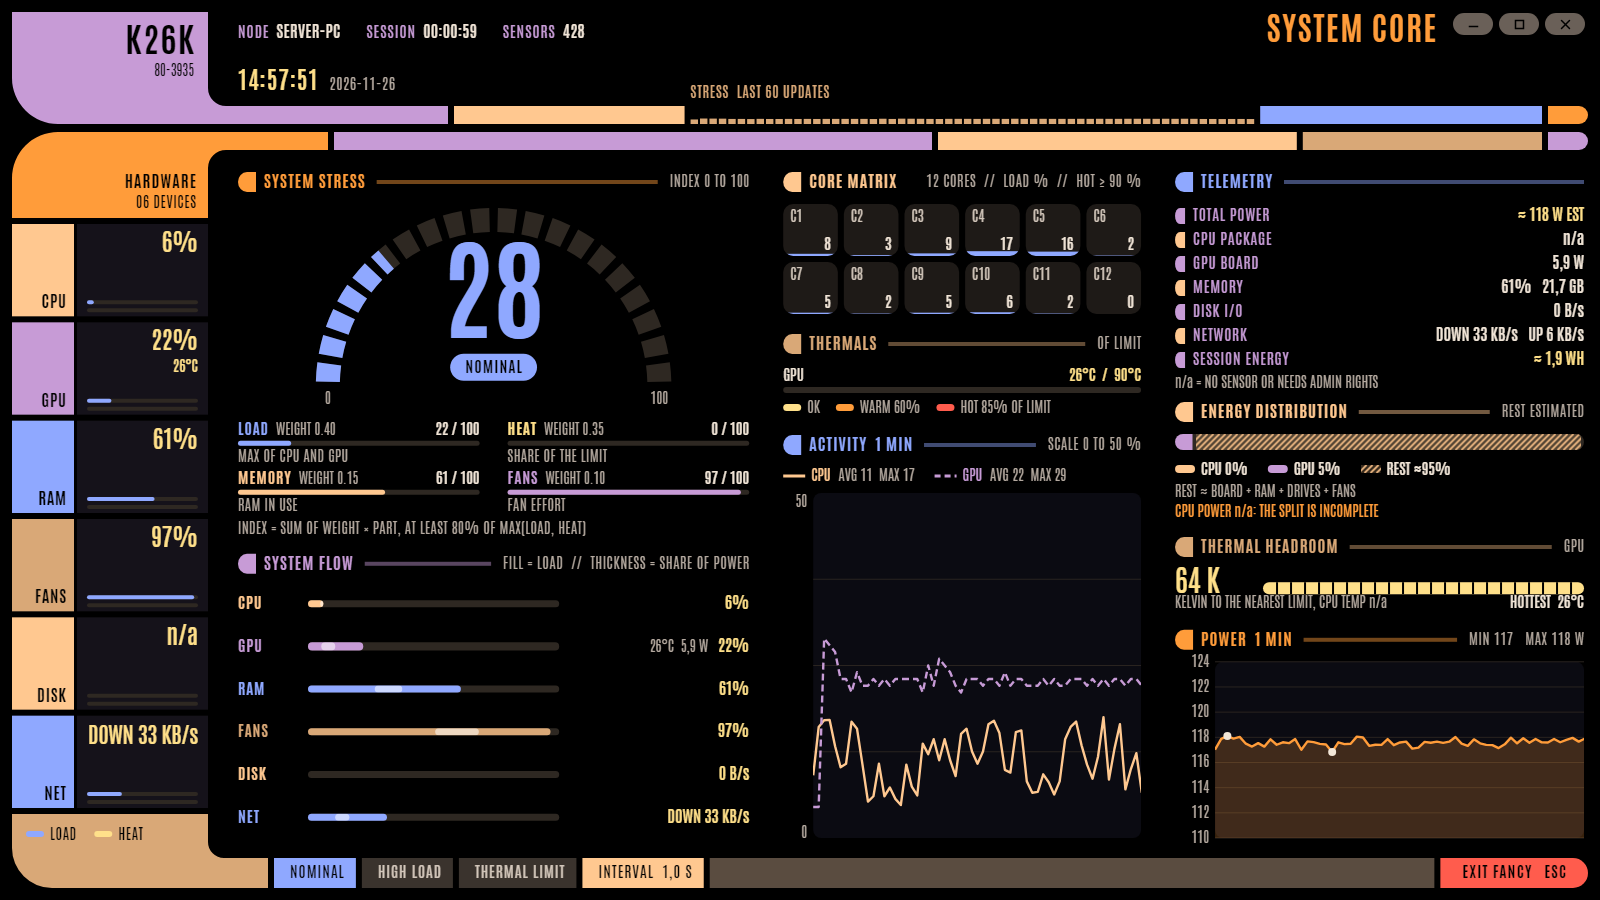 K26K
80-3935
NODE SERVER-PC SESSION 00:00:59 SENSORS 428
14:57:51 2026-11-26
STRESS LAST 60 UPDATES
SYSTEM CORE
HARDWARE
06 DEVICES
6%
CPU
22%
26°C
GPU
61%
RAM
97%
FANS
n/a
DISK
DOWN 33 KB/s
NET
LOAD HEAT
SYSTEM STRESS INDEX 0 TO 100
28
NOMINAL
0 100
LOAD WEIGHT 0.40 22 / 100
MAX OF CPU AND GPU
HEAT WEIGHT 0.35 0 / 100
SHARE OF THE LIMIT
MEMORY WEIGHT 0.15 61 / 100
RAM IN USE
FANS WEIGHT 0.10 97 / 100
FAN EFFORT
INDEX = SUM OF WEIGHT × PART, AT LEAST 80% OF MAX(LOAD, HEAT)
SYSTEM FLOW FILL = LOAD // THICKNESS = SHARE OF POWER
CPU 6%
GPU 26°C 5,9 W 22%
RAM 61%
FANS 97%
DISK 0 B/s
NET DOWN 33 KB/s
CORE MATRIX 12 CORES // LOAD % // HOT ≥ 90 %
C1 8
C2 3
C3 9
C4 17
C5 16
C6 2
C7 5
C8 2
C9 5
C10 6
C11 2
C12 0
THERMALS OF LIMIT
GPU 26°C / 90°C
OK WARM 60% HOT 85% OF LIMIT
ACTIVITY 1 MIN SCALE 0 TO 50 %
CPU AVG 11 MAX 17 GPU AVG 22 MAX 29
50
0
TELEMETRY
TOTAL POWER ≈ 118 W EST
CPU PACKAGE n/a
GPU BOARD 5,9 W
MEMORY 61% 21,7 GB
DISK I/O 0 B/s
NETWORK DOWN 33 KB/s UP 6 KB/s
SESSION ENERGY ≈ 1,9 WH
n/a = NO SENSOR OR NEEDS ADMIN RIGHTS
ENERGY DISTRIBUTION REST ESTIMATED
CPU 0% GPU 5% REST ≈95%
REST ≈ BOARD + RAM + DRIVES + FANS
CPU POWER n/a: THE SPLIT IS INCOMPLETE
THERMAL HEADROOM GPU
64 K
KELVIN TO THE NEAREST LIMIT, CPU TEMP n/a HOTTEST 26°C
POWER 1 MIN MIN 117 MAX 118 W
124
122
120
118
116
114
112
110
NOMINAL HIGH LOAD THERMAL LIMIT INTERVAL 1,0 S EXIT FANCY ESC